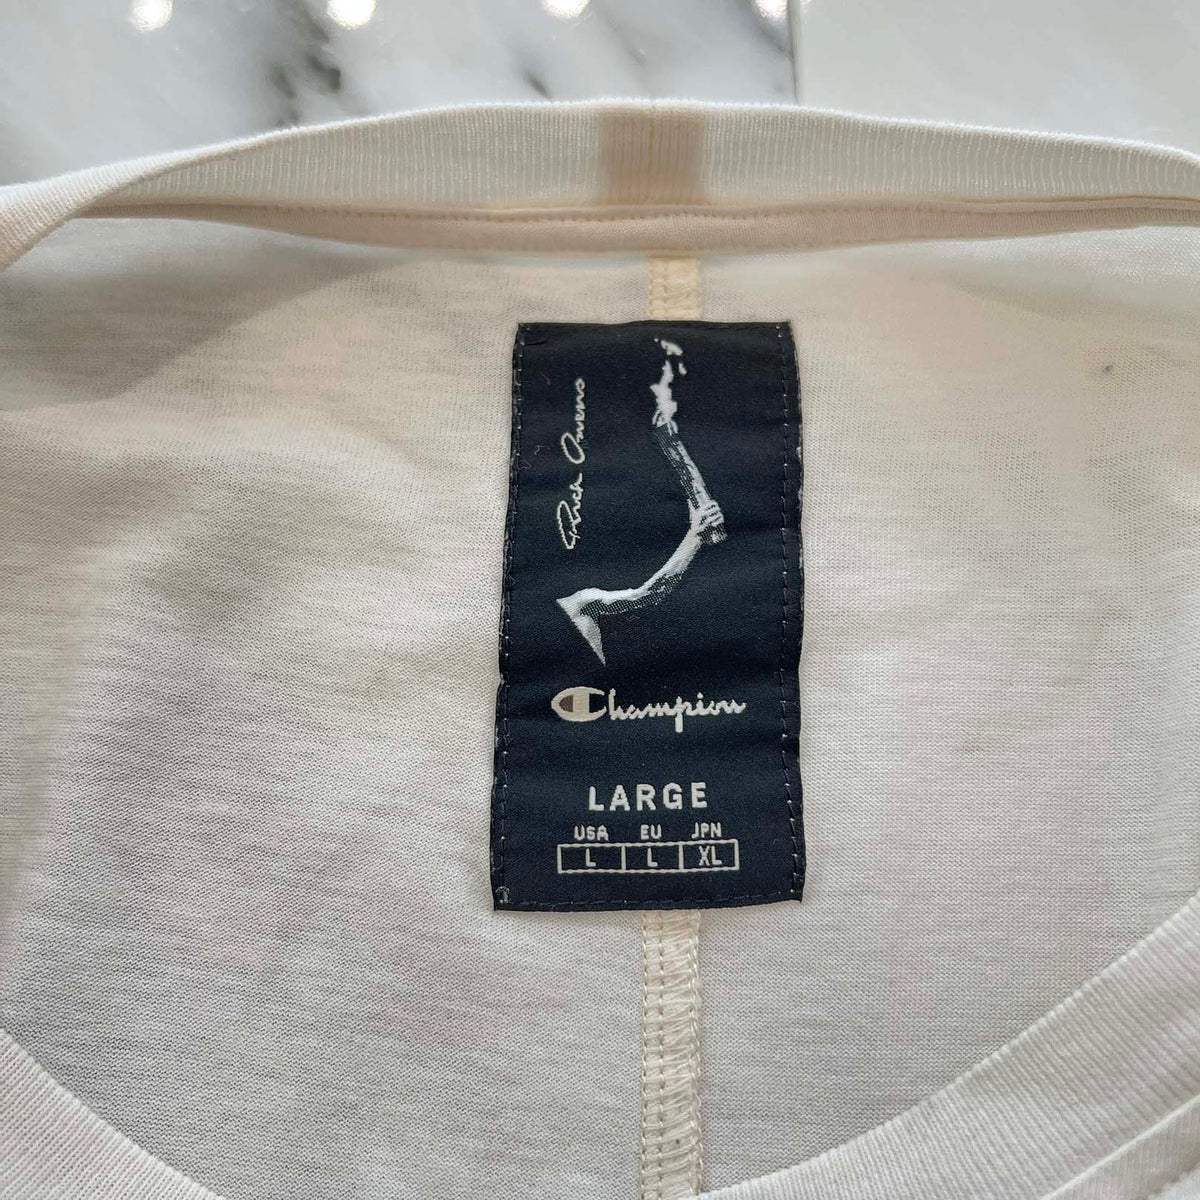 Rick Owens
Champion
LARGE
USA EU JPN
L L XL